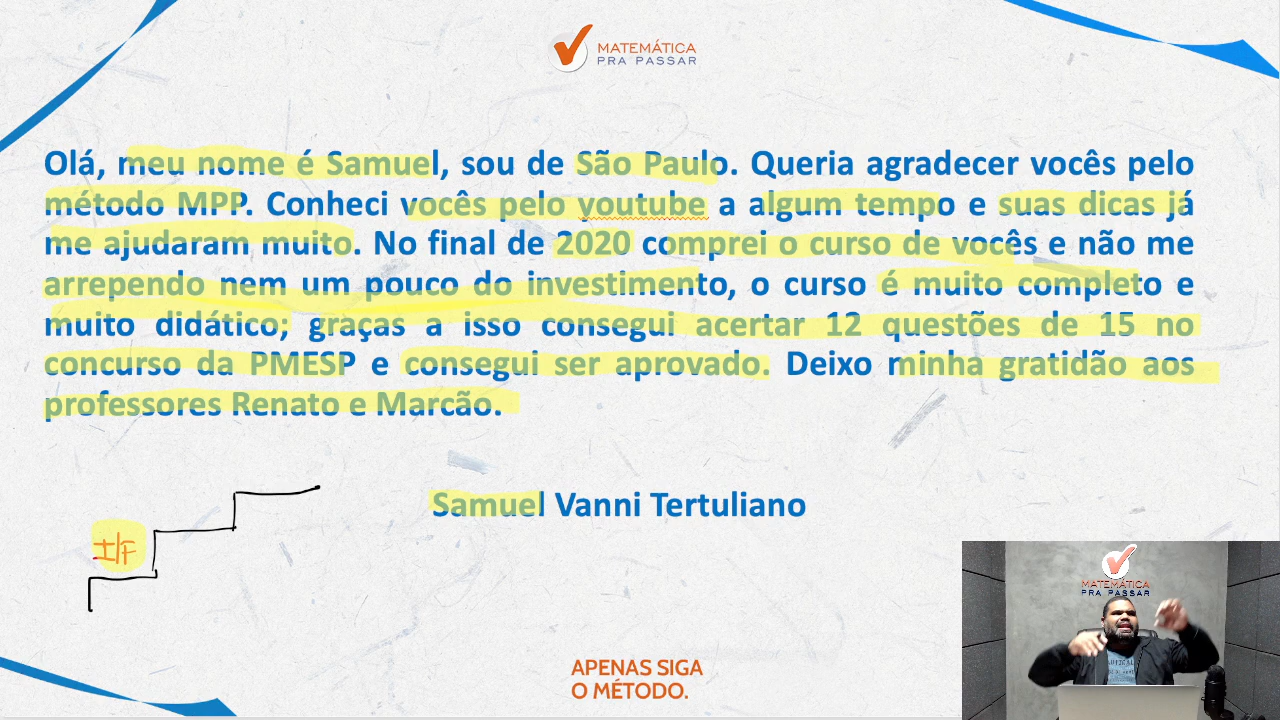 MATEMÁTICA
PRA PASSAR
Olá, meu nome é Samuel, sou de São Paulo. Queria agradecer vocês pelo
método MPP. Conheci vocês pelo youtube a algum tempo e suas dicas já
me ajudaram muito. No final de 2020 comprei o curso de vocês e não me
arrependo nem um pouco do investimento, o curso é muito completo e
muito didático; graças a isso consegui acertar 12 questões de 15 no
concurso da PMESP e consegui ser aprovado. Deixo minha gratidão aos
professores Renato e Marcão.
Samuel Vanni Tertuliano
I/F
MATEMÁTICA
PRA PASSAR
APENAS SIGA
O MÉTODO.